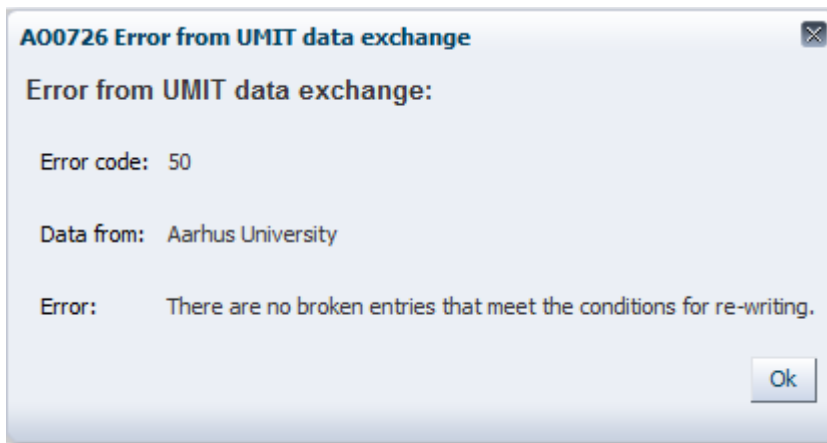 AO0726 Error from UMIT data exchange
Error from UMIT data exchange:
Error code: 50
Data from: Aarhus University
Error: There are no broken entries that meet the conditions for re-writing.
Ok